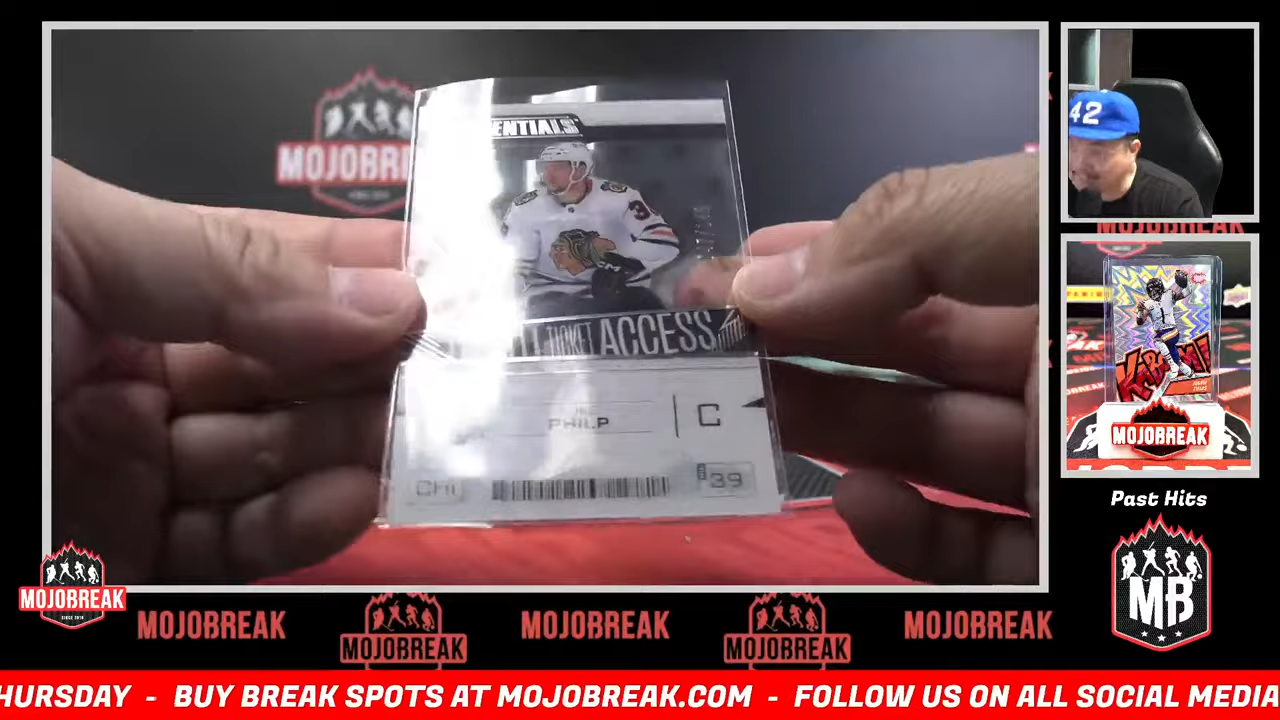 MOJOBREAK
ENTIALS
TICKET ACCESS
PHILP
C
CHI
39
42
MOJOBREAK
Past Hits
MB
MOJOBREAK
MOJOBREAK
MOJOBREAK
MOJOBREAK
MOJOBREAK
MOJOBREAK
HURSDAY - BUY BREAK SPOTS AT MOJOBREAK.COM - FOLLOW US ON ALL SOCIAL MEDIA